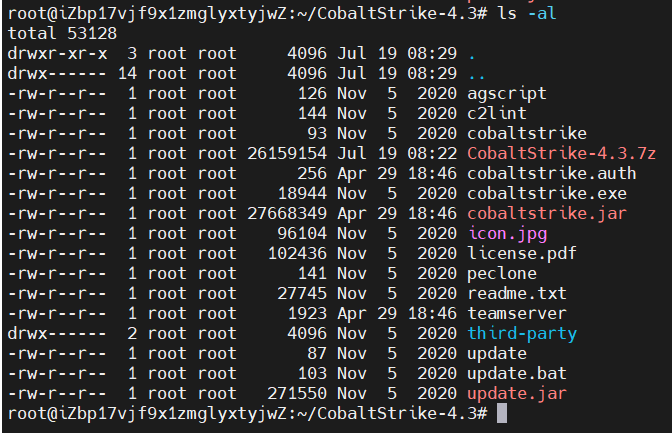 root@iZbp17vjf9x1zmglyxtyjwZ:~/CobaltStrike-4.3# ls -al
total 53128
drwxr-xr-x  3 root root     4096 Jul 19 08:29 .
drwx------ 14 root root     4096 Jul 19 08:29 ..
-rw-r--r--  1 root root      126 Nov  5  2020 agscript
-rw-r--r--  1 root root      144 Nov  5  2020 c2lint
-rw-r--r--  1 root root       93 Nov  5  2020 cobaltstrike
-rw-r--r--  1 root root 26159154 Jul 19 08:22 CobaltStrike-4.3.7z
-rw-r--r--  1 root root      256 Apr 29 18:46 cobaltstrike.auth
-rw-r--r--  1 root root    18944 Nov  5  2020 cobaltstrike.exe
-rw-r--r--  1 root root 27668349 Apr 29 18:46 cobaltstrike.jar
-rw-r--r--  1 root root    96104 Nov  5  2020 icon.jpg
-rw-r--r--  1 root root   102436 Nov  5  2020 license.pdf
-rw-r--r--  1 root root      141 Nov  5  2020 peclone
-rw-r--r--  1 root root    27745 Nov  5  2020 readme.txt
-rw-r--r--  1 root root     1923 Apr 29 18:46 teamserver
drwx------  2 root root     4096 Nov  5  2020 third-party
-rw-r--r--  1 root root       87 Nov  5  2020 update
-rw-r--r--  1 root root      103 Nov  5  2020 update.bat
-rw-r--r--  1 root root   271550 Nov  5  2020 update.jar
root@iZbp17vjf9x1zmglyxtyjwZ:~/CobaltStrike-4.3#